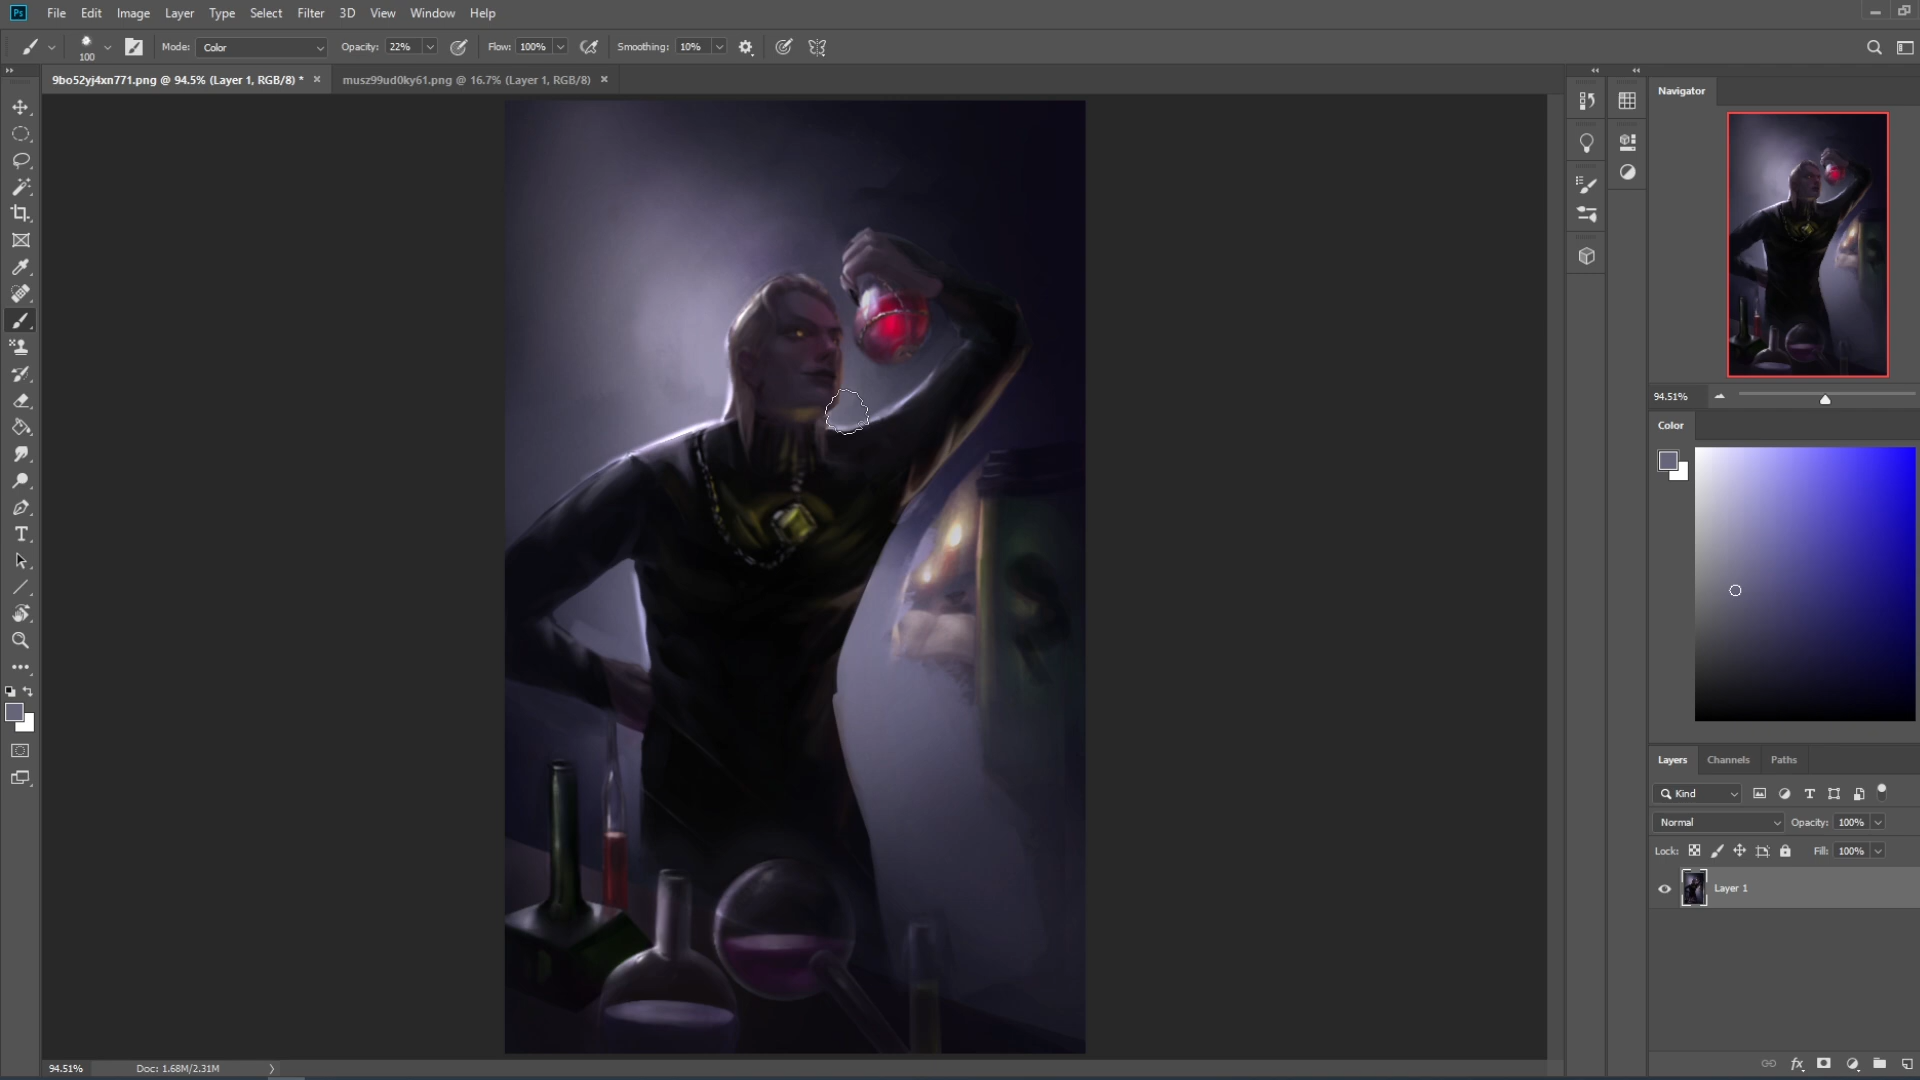 Ps File Edit Image Layer Type Select Filter 3D View Window Help
100 Mode: Color Opacity: 22% Flow: 100% Smoothing: 10%
9bo52yj4xn771.png @ 94.5% (Layer 1, RGB/8) * × musz99ud0ky61.png @ 16.7% (Layer 1, RGB/8) ×
Navigator
94.51%
Color
Layers Channels Paths
Kind
Normal Opacity: 100%
Lock: Fill: 100%
Layer 1
94.51% Doc: 1.68M/2.31M